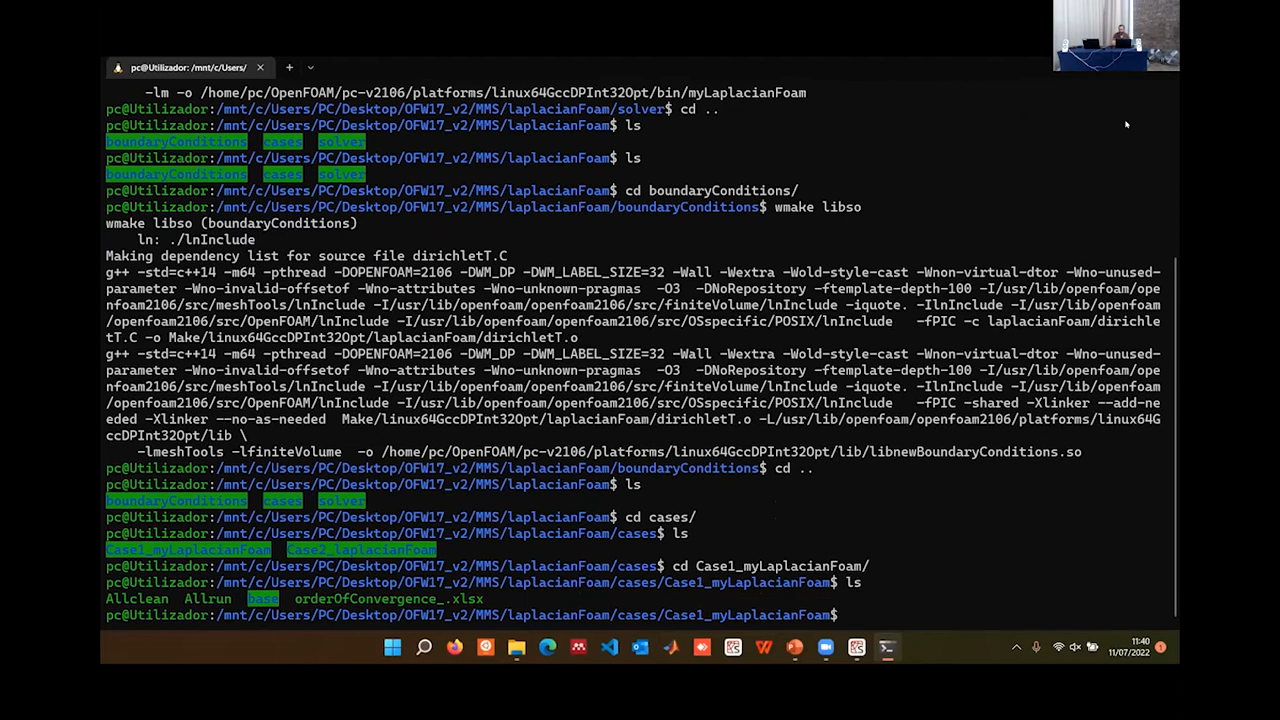 pc@Utilizador: /mnt/c/Users/
-lm -o /home/pc/OpenFOAM/pc-v2106/platforms/linux64GccDPInt32Opt/bin/myLaplacianFoam
pc@Utilizador:/mnt/c/Users/PC/Desktop/OFW17_v2/MMS/laplacianFoam/solver$ cd ..
pc@Utilizador:/mnt/c/Users/PC/Desktop/OFW17_v2/MMS/laplacianFoam$ ls
boundaryConditions cases solver
pc@Utilizador:/mnt/c/Users/PC/Desktop/OFW17_v2/MMS/laplacianFoam$ ls
boundaryConditions cases solver
pc@Utilizador:/mnt/c/Users/PC/Desktop/OFW17_v2/MMS/laplacianFoam$ cd boundaryConditions/
pc@Utilizador:/mnt/c/Users/PC/Desktop/OFW17_v2/MMS/laplacianFoam/boundaryConditions$ wmake libso
wmake libso (boundaryConditions)
ln: ./lnInclude
Making dependency list for source file dirichletT.C
g++ -std=c++14 -m64 -pthread -DOPENFOAM=2106 -DWM_DP -DWM_LABEL_SIZE=32 -Wall -Wextra -Wold-style-cast -Wnon-virtual-dtor -Wno-unused-
parameter -Wno-invalid-offsetof -Wno-attributes -Wno-unknown-pragmas -O3 -DNoRepository -ftemplate-depth-100 -I/usr/lib/openfoam/ope
nfoam2106/src/meshTools/lnInclude -I/usr/lib/openfoam/openfoam2106/src/finiteVolume/lnInclude -iquote. -IlnInclude -I/usr/lib/openfoam
/openfoam2106/src/OpenFOAM/lnInclude -I/usr/lib/openfoam/openfoam2106/src/OSspecific/POSIX/lnInclude -fPIC -c laplacianFoam/dirichle
tT.C -o Make/linux64GccDPInt32Opt/laplacianFoam/dirichletT.o
g++ -std=c++14 -m64 -pthread -DOPENFOAM=2106 -DWM_DP -DWM_LABEL_SIZE=32 -Wall -Wextra -Wold-style-cast -Wnon-virtual-dtor -Wno-unused-
parameter -Wno-invalid-offsetof -Wno-attributes -Wno-unknown-pragmas -O3 -DNoRepository -ftemplate-depth-100 -I/usr/lib/openfoam/ope
nfoam2106/src/meshTools/lnInclude -I/usr/lib/openfoam/openfoam2106/src/finiteVolume/lnInclude -iquote. -IlnInclude -I/usr/lib/openfoam
/openfoam2106/src/OpenFOAM/lnInclude -I/usr/lib/openfoam/openfoam2106/src/OSspecific/POSIX/lnInclude -fPIC -shared -Xlinker --add-ne
eded -Xlinker --no-as-needed Make/linux64GccDPInt32Opt/laplacianFoam/dirichletT.o -L/usr/lib/openfoam/openfoam2106/platforms/linux64G
ccDPInt32Opt/lib \
-lmeshTools -lfiniteVolume -o /home/pc/OpenFOAM/pc-v2106/platforms/linux64GccDPInt32Opt/lib/libnewBoundaryConditions.so
pc@Utilizador:/mnt/c/Users/PC/Desktop/OFW17_v2/MMS/laplacianFoam/boundaryConditions$ cd ..
pc@Utilizador:/mnt/c/Users/PC/Desktop/OFW17_v2/MMS/laplacianFoam$ ls
boundaryConditions cases solver
pc@Utilizador:/mnt/c/Users/PC/Desktop/OFW17_v2/MMS/laplacianFoam$ cd cases/
pc@Utilizador:/mnt/c/Users/PC/Desktop/OFW17_v2/MMS/laplacianFoam/cases$ ls
Case1_myLaplacianFoam Case2_laplacianFoam
pc@Utilizador:/mnt/c/Users/PC/Desktop/OFW17_v2/MMS/laplacianFoam/cases$ cd Case1_myLaplacianFoam/
pc@Utilizador:/mnt/c/Users/PC/Desktop/OFW17_v2/MMS/laplacianFoam/cases/Case1_myLaplacianFoam$ ls
Allclean Allrun base orderOfConvergence_.xlsx
pc@Utilizador:/mnt/c/Users/PC/Desktop/OFW17_v2/MMS/laplacianFoam/cases/Case1_myLaplacianFoam$
11:40
11/07/2022